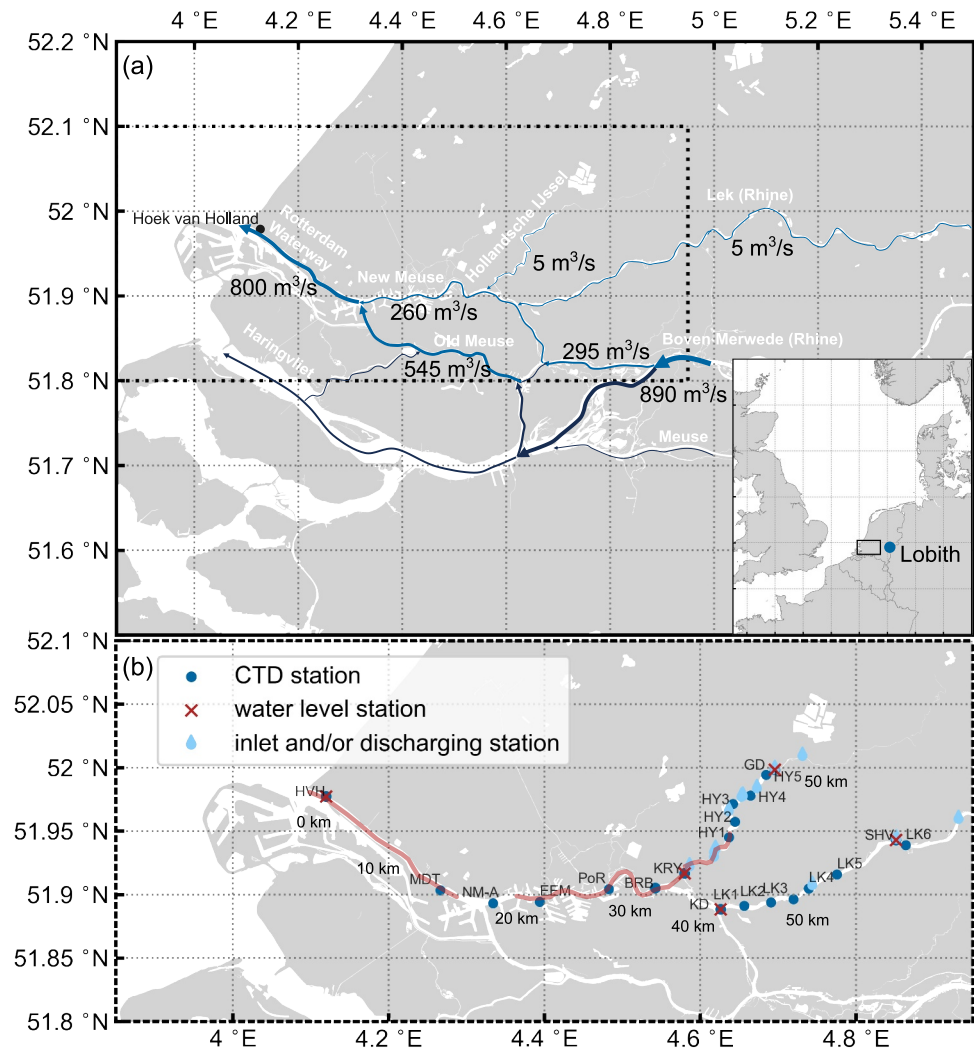 4 °E 4.2 °E 4.4 °E 4.6 °E 4.8 °E 5 °E 5.2 °E 5.4 °E
52.2 °N
(a)
52.1 °N
Lek (Rhine)
Hollandsche IJssel
52 °N
Hoek van Holland
Rotterdam
Waterway
5 m³/s
5 m³/s
800 m³/s
New Meuse
51.9 °N
260 m³/s
Haringvliet
Old Meuse
Boven Merwede (Rhine)
295 m³/s
545 m³/s
51.8 °N
890 m³/s
Meuse
51.7 °N
51.6 °N
Lobith
51.5 °N
52.1 °N
(b)
CTD station
52.05 °N
water level station
inlet and/or discharging station
52 °N
GD
HY5
50 km
HVH
HY3
HY4
0 km
HY2
51.95 °N
HY1
SHV
LK6
10 km
MDT
PoR
KRY
LK5
NM-A
EEM
BRB
LK4
LK1
LK2
LK3
KD
51.9 °N
20 km
30 km
40 km
50 km
51.85 °N
51.8 °N
4 °E 4.2 °E 4.4 °E 4.6 °E 4.8 °E